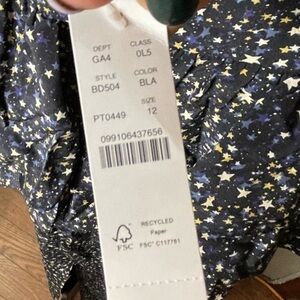 DEPT CLASS
GA4 0L5
STYLE COLOR
BD504 BLA
SIZE
PT0449 12
099106437656
RECYCLED
Paper
FSC
FSC® C117781